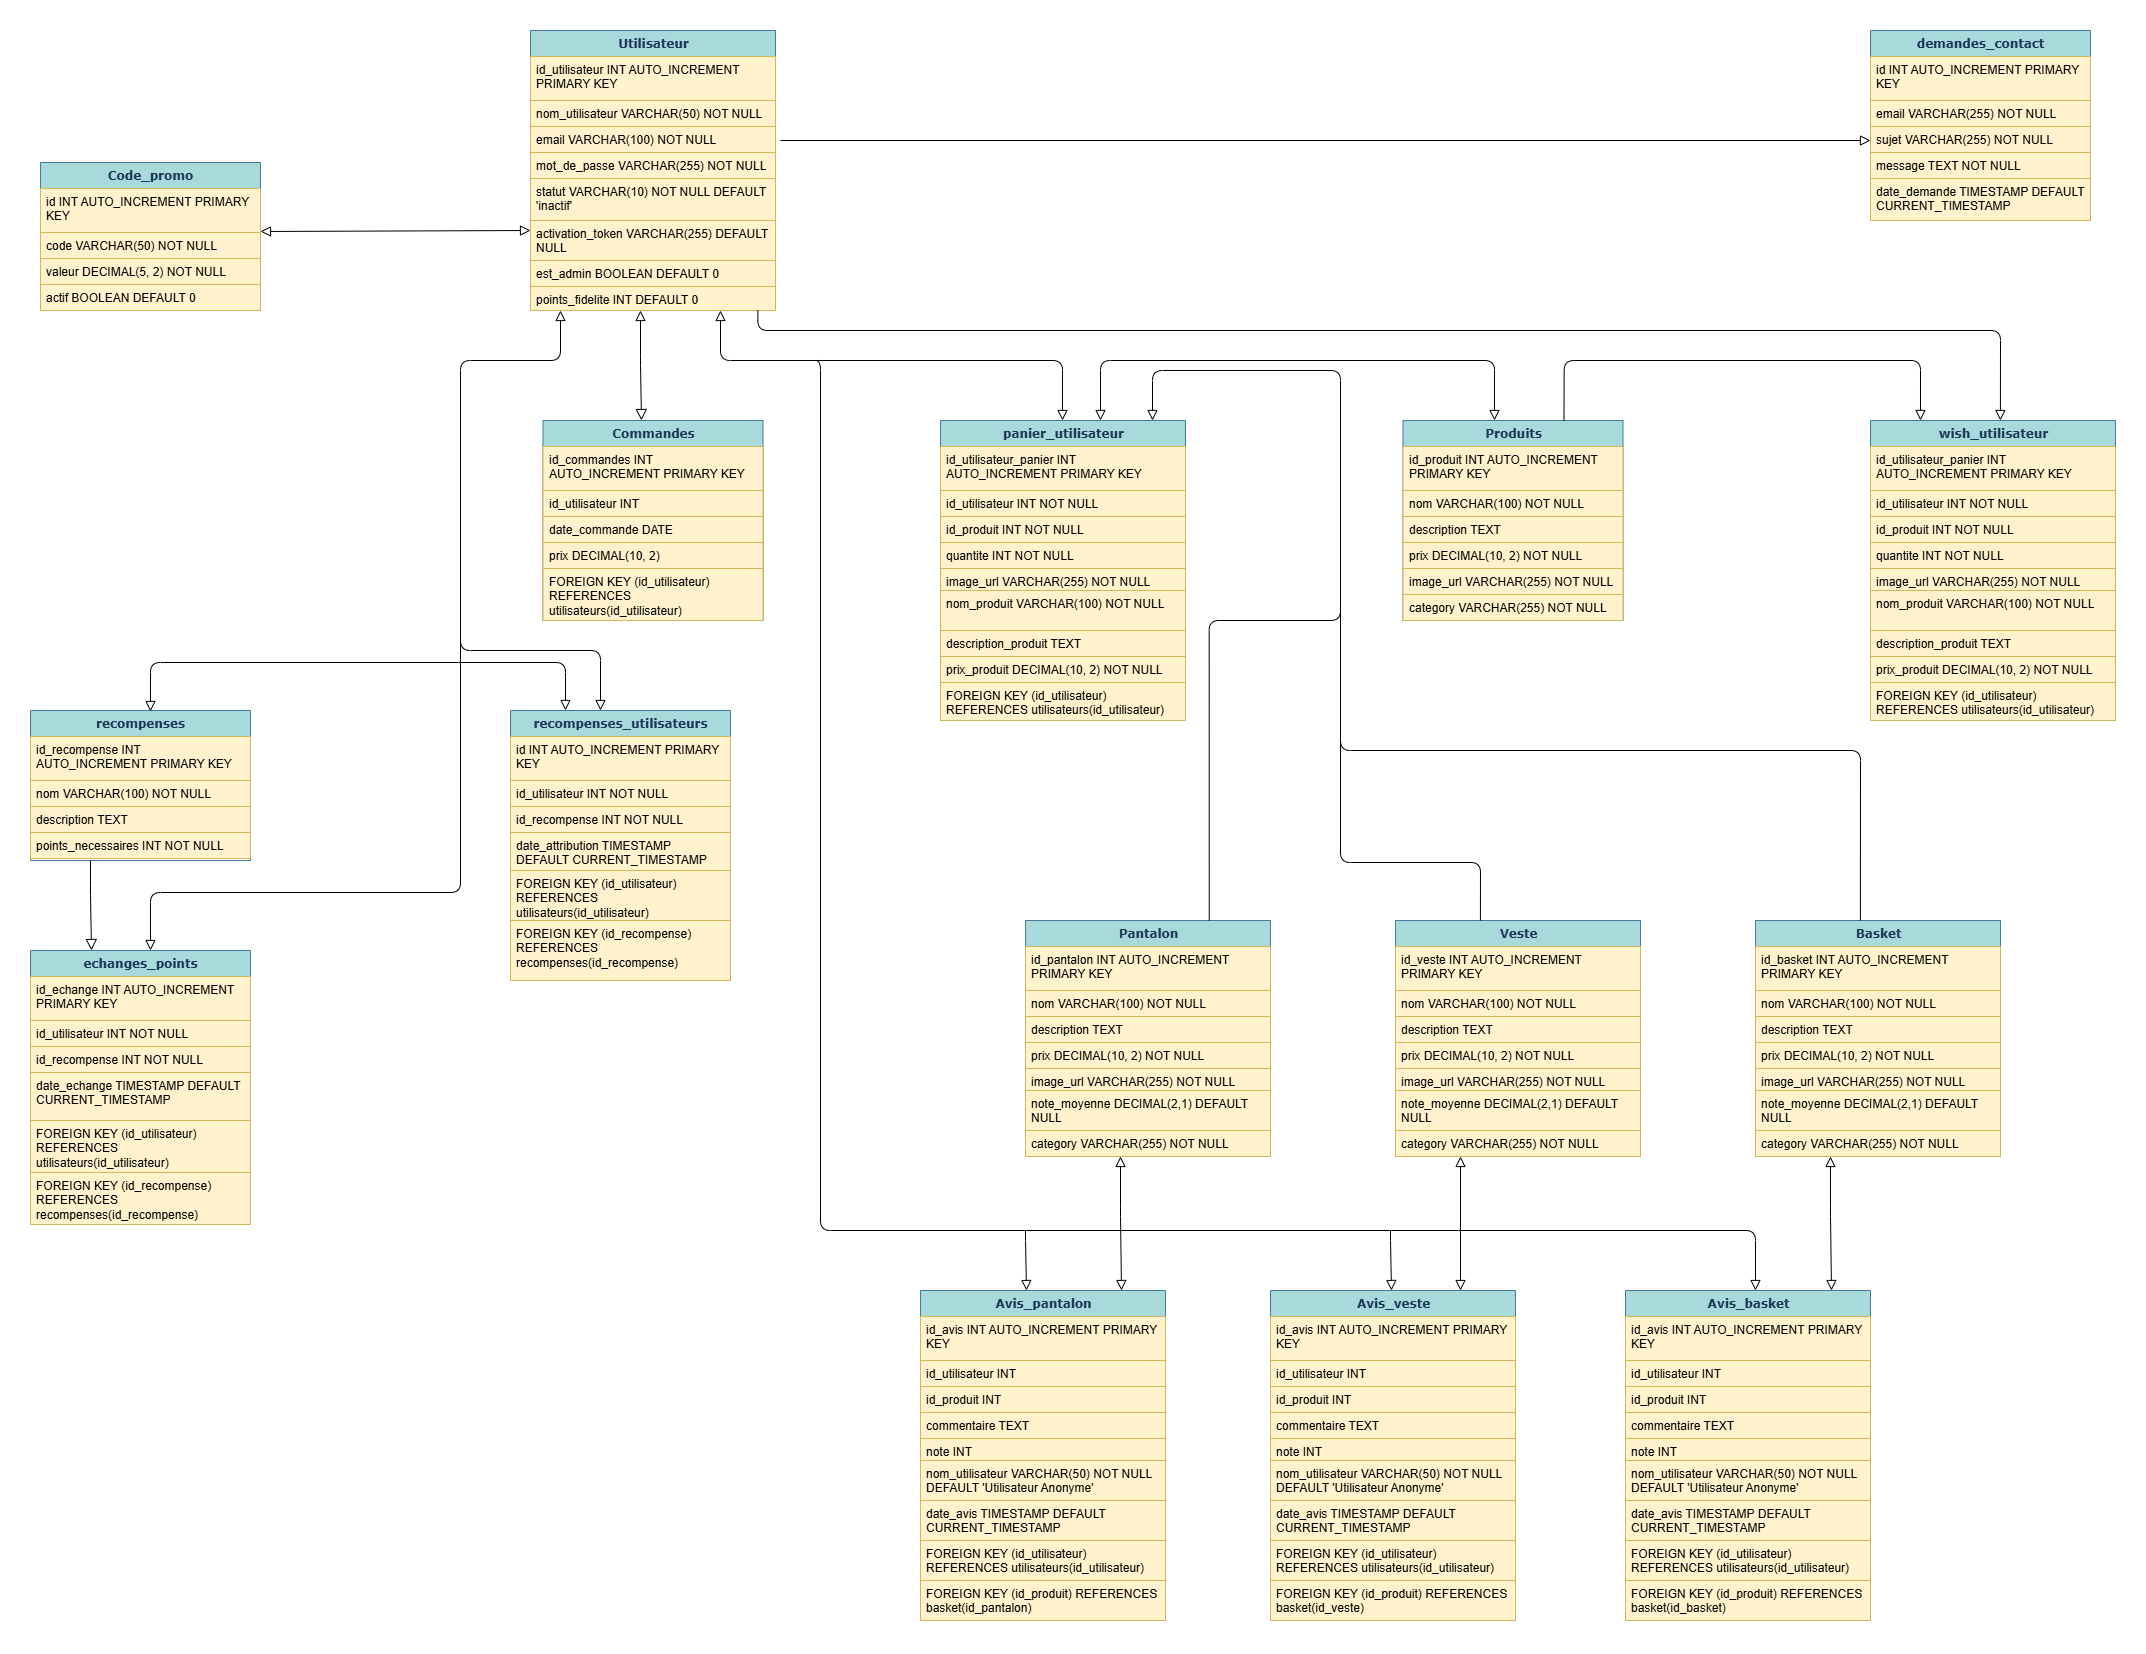 Utilisateur
id_utilisateur INT AUTO_INCREMENT
PRIMARY KEY
nom_utilisateur VARCHAR(50) NOT NULL
email VARCHAR(100) NOT NULL
mot_de_passe VARCHAR(255) NOT NULL
statut VARCHAR(10) NOT NULL DEFAULT
'inactif'
activation_token VARCHAR(255) DEFAULT
NULL
est_admin BOOLEAN DEFAULT 0
points_fidelite INT DEFAULT 0
demandes_contact
id INT AUTO_INCREMENT PRIMARY
KEY
email VARCHAR(255) NOT NULL
sujet VARCHAR(255) NOT NULL
message TEXT NOT NULL
date_demande TIMESTAMP DEFAULT
CURRENT_TIMESTAMP
Code_promo
id INT AUTO_INCREMENT PRIMARY
KEY
code VARCHAR(50) NOT NULL
valeur DECIMAL(5, 2) NOT NULL
actif BOOLEAN DEFAULT 0
Commandes
id_commandes INT
AUTO_INCREMENT PRIMARY KEY
id_utilisateur INT
date_commande DATE
prix DECIMAL(10, 2)
FOREIGN KEY (id_utilisateur)
REFERENCES
utilisateurs(id_utilisateur)
panier_utilisateur
id_utilisateur_panier INT
AUTO_INCREMENT PRIMARY KEY
id_utilisateur INT NOT NULL
id_produit INT NOT NULL
quantite INT NOT NULL
image_url VARCHAR(255) NOT NULL
nom_produit VARCHAR(100) NOT NULL
description_produit TEXT
prix_produit DECIMAL(10, 2) NOT NULL
FOREIGN KEY (id_utilisateur)
REFERENCES utilisateurs(id_utilisateur)
Produits
id_produit INT AUTO_INCREMENT
PRIMARY KEY
nom VARCHAR(100) NOT NULL
description TEXT
prix DECIMAL(10, 2) NOT NULL
image_url VARCHAR(255) NOT NULL
category VARCHAR(255) NOT NULL
wish_utilisateur
id_utilisateur_panier INT
AUTO_INCREMENT PRIMARY KEY
id_utilisateur INT NOT NULL
id_produit INT NOT NULL
quantite INT NOT NULL
image_url VARCHAR(255) NOT NULL
nom_produit VARCHAR(100) NOT NULL
description_produit TEXT
prix_produit DECIMAL(10, 2) NOT NULL
FOREIGN KEY (id_utilisateur)
REFERENCES utilisateurs(id_utilisateur)
recompenses
id_recompense INT
AUTO_INCREMENT PRIMARY KEY
nom VARCHAR(100) NOT NULL
description TEXT
points_necessaires INT NOT NULL
recompenses_utilisateurs
id INT AUTO_INCREMENT PRIMARY
KEY
id_utilisateur INT NOT NULL
id_recompense INT NOT NULL
date_attribution TIMESTAMP
DEFAULT CURRENT_TIMESTAMP
FOREIGN KEY (id_utilisateur)
REFERENCES
utilisateurs(id_utilisateur)
FOREIGN KEY (id_recompense)
REFERENCES
recompenses(id_recompense)
echanges_points
id_echange INT AUTO_INCREMENT
PRIMARY KEY
id_utilisateur INT NOT NULL
id_recompense INT NOT NULL
date_echange TIMESTAMP DEFAULT
CURRENT_TIMESTAMP
FOREIGN KEY (id_utilisateur)
REFERENCES
utilisateurs(id_utilisateur)
FOREIGN KEY (id_recompense)
REFERENCES
recompenses(id_recompense)
Pantalon
id_pantalon INT AUTO_INCREMENT
PRIMARY KEY
nom VARCHAR(100) NOT NULL
description TEXT
prix DECIMAL(10, 2) NOT NULL
image_url VARCHAR(255) NOT NULL
note_moyenne DECIMAL(2,1) DEFAULT
NULL
category VARCHAR(255) NOT NULL
Veste
id_veste INT AUTO_INCREMENT
PRIMARY KEY
nom VARCHAR(100) NOT NULL
description TEXT
prix DECIMAL(10, 2) NOT NULL
image_url VARCHAR(255) NOT NULL
note_moyenne DECIMAL(2,1) DEFAULT
NULL
category VARCHAR(255) NOT NULL
Basket
id_basket INT AUTO_INCREMENT
PRIMARY KEY
nom VARCHAR(100) NOT NULL
description TEXT
prix DECIMAL(10, 2) NOT NULL
image_url VARCHAR(255) NOT NULL
note_moyenne DECIMAL(2,1) DEFAULT
NULL
category VARCHAR(255) NOT NULL
Avis_pantalon
id_avis INT AUTO_INCREMENT PRIMARY
KEY
id_utilisateur INT
id_produit INT
commentaire TEXT
note INT
nom_utilisateur VARCHAR(50) NOT NULL
DEFAULT 'Utilisateur Anonyme'
date_avis TIMESTAMP DEFAULT
CURRENT_TIMESTAMP
FOREIGN KEY (id_utilisateur)
REFERENCES utilisateurs(id_utilisateur)
FOREIGN KEY (id_produit) REFERENCES
basket(id_pantalon)
Avis_veste
id_avis INT AUTO_INCREMENT PRIMARY
KEY
id_utilisateur INT
id_produit INT
commentaire TEXT
note INT
nom_utilisateur VARCHAR(50) NOT NULL
DEFAULT 'Utilisateur Anonyme'
date_avis TIMESTAMP DEFAULT
CURRENT_TIMESTAMP
FOREIGN KEY (id_utilisateur)
REFERENCES utilisateurs(id_utilisateur)
FOREIGN KEY (id_produit) REFERENCES
basket(id_veste)
Avis_basket
id_avis INT AUTO_INCREMENT PRIMARY
KEY
id_utilisateur INT
id_produit INT
commentaire TEXT
note INT
nom_utilisateur VARCHAR(50) NOT NULL
DEFAULT 'Utilisateur Anonyme'
date_avis TIMESTAMP DEFAULT
CURRENT_TIMESTAMP
FOREIGN KEY (id_utilisateur)
REFERENCES utilisateurs(id_utilisateur)
FOREIGN KEY (id_produit) REFERENCES
basket(id_basket)